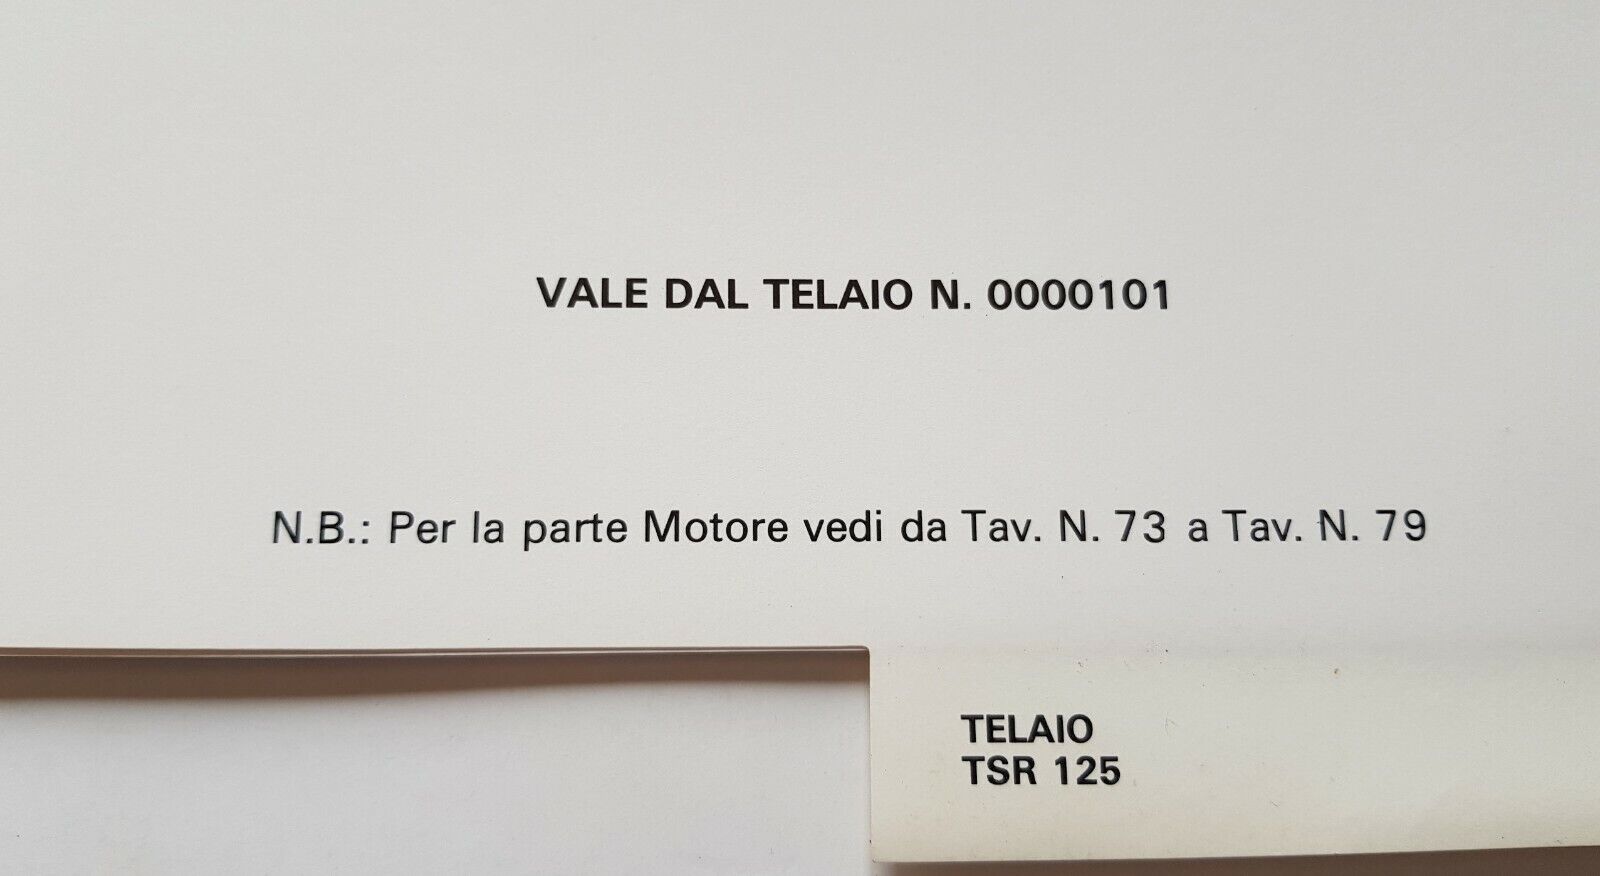 VALE DAL TELAIO N. 0000101
N.B.: Per la parte Motore vedi da Tav. N. 73 a Tav. N. 79
TELAIO
TSR 125